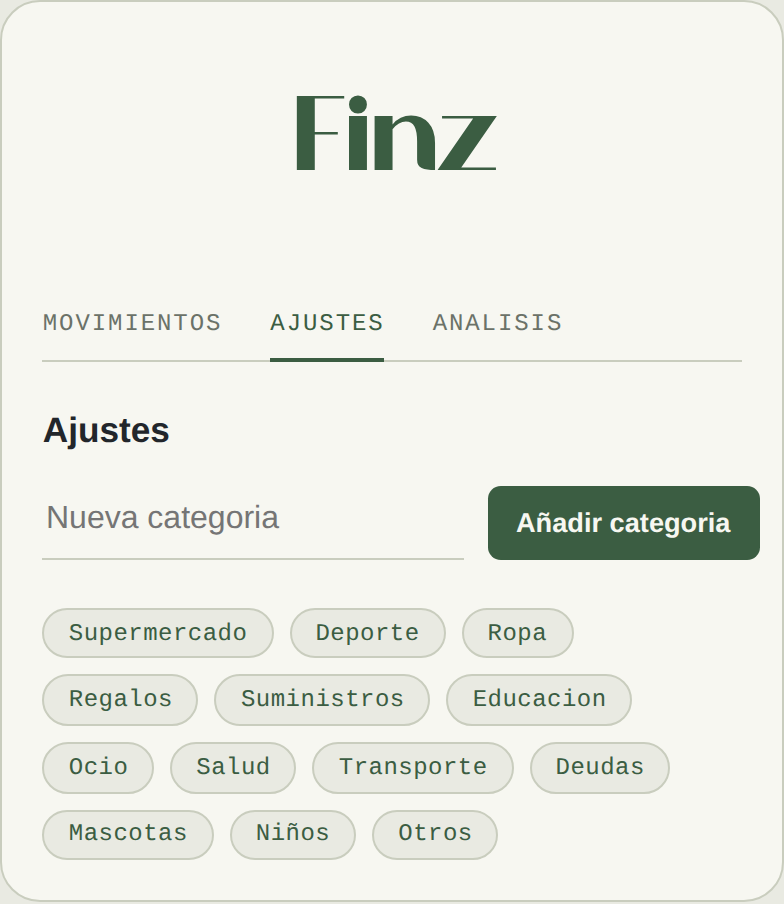 Finz
MOVIMIENTOS AJUSTES ANALISIS
Ajustes
Nueva categoria Añadir categoria
Supermercado Deporte Ropa
Regalos Suministros Educacion
Ocio Salud Transporte Deudas
Mascotas Niños Otros